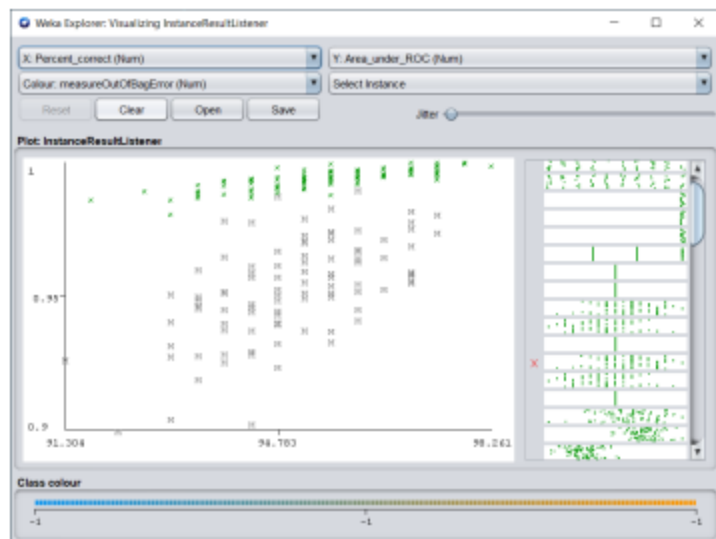 Weka Explorer: Visualizing InstanceResultListener
X: Percent_correct (Num)
Y: Area_under_ROC (Num)
Colour: measureOutOfBagError (Num)
Select Instance
Reset
Clear
Open
Save
Jitter
Plot: InstanceResultListener
1
0.95
0.9
91.304
94.783
98.261
X
Class colour
-1
-1
-1